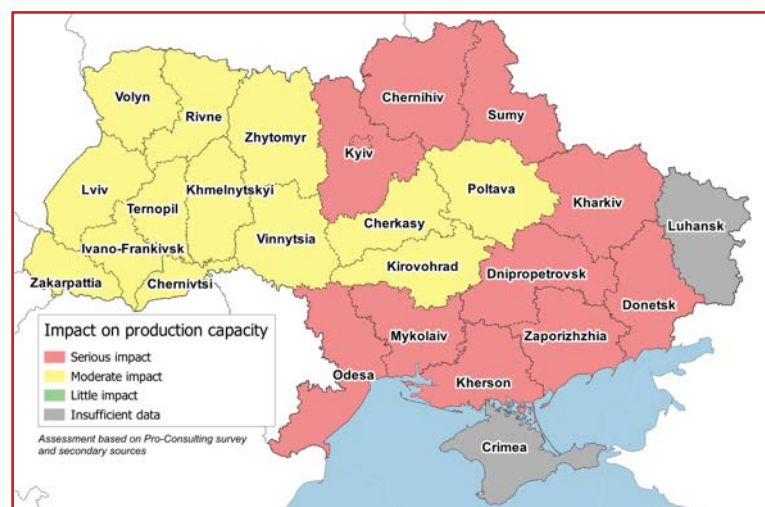 Volyn
Rivne
Chernihiv
Sumy
Zhytomyr
Kyiv
Lviv
Khmelnytskyi
Poltava
Kharkiv
Ternopil
Cherkasy
Luhansk
Ivano-Frankivsk
Vinnytsia
Kirovohrad
Dnipropetrovsk
Zakarpattia
Chernivtsi
Donetsk
Mykolaiv
Zaporizhzhia
Odesa
Kherson
Crimea
Impact on production capacity
Serious impact
Moderate impact
Little impact
Insufficient data
Assessment based on Pro-Consulting survey
and secondary sources